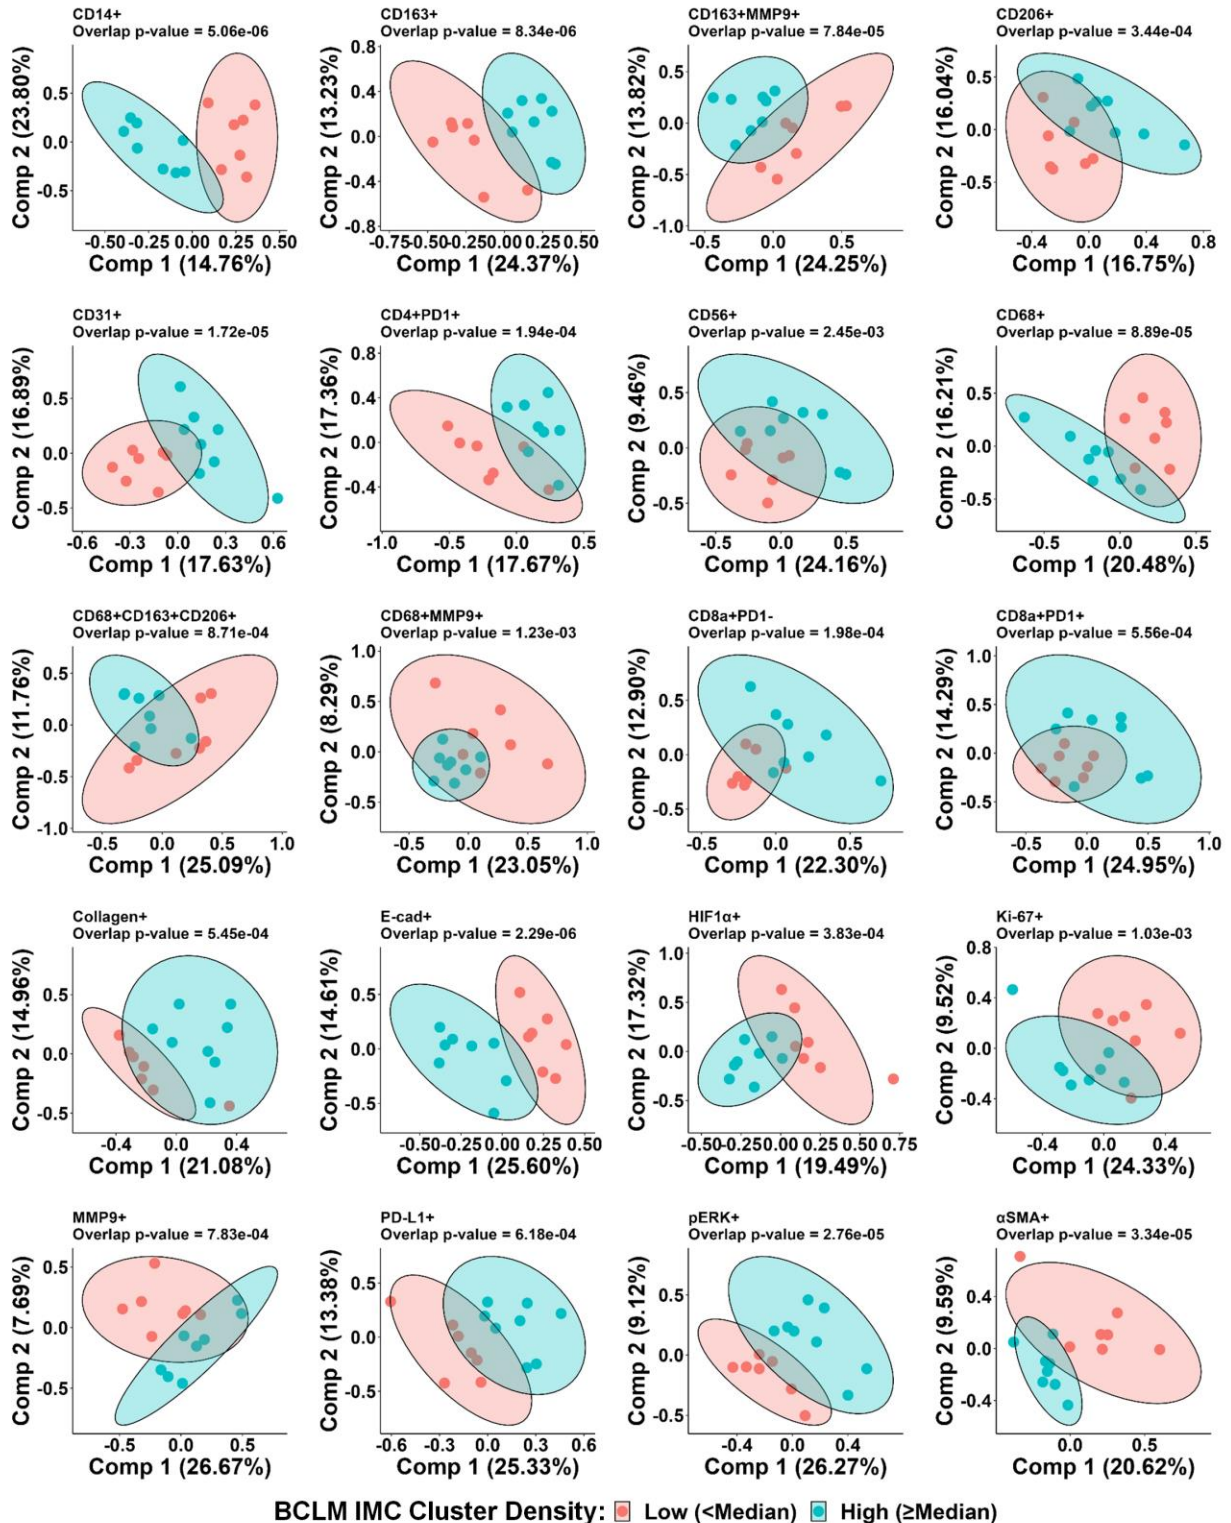 CD14+
Overlap p-value = 5.06e-06
Comp 2 (23.80%)
0.5
0.0
-0.5
-0.50
-0.25
0.00
0.25
0.50
Comp 1 (14.76%)
CD163+
Overlap p-value = 8.34e-06
Comp 2 (13.23%)
0.8
0.4
0.0
-0.4
-0.8
-0.75
-0.50
-0.25
0.00
0.25
0.50
Comp 1 (24.37%)
CD163+MMP9+
Overlap p-value = 7.84e-05
Comp 2 (13.82%)
0.5
0.0
-0.5
-1.0
-0.5
0.0
0.5
Comp 1 (24.25%)
CD206+
Overlap p-value = 3.44e-04
Comp 2 (16.04%)
0.5
0.0
-0.5
-0.4
0.0
0.4
0.8
Comp 1 (16.75%)
CD31+
Overlap p-value = 1.72e-05
Comp 2 (16.89%)
0.5
0.0
-0.5
-0.6
-0.3
0.0
0.3
0.6
Comp 1 (17.63%)
CD4+PD1+
Overlap p-value = 1.94e-04
Comp 2 (17.36%)
0.8
0.4
0.0
-0.4
-1.0
-0.5
0.0
0.5
Comp 1 (17.67%)
CD56+
Overlap p-value = 2.45e-03
Comp 2 (9.46%)
0.5
0.0
-0.5
-0.5
0.0
0.5
Comp 1 (24.16%)
CD68+
Overlap p-value = 8.89e-05
Comp 2 (16.21%)
0.5
0.0
-0.5
-0.5
0.0
0.5
Comp 1 (20.48%)
CD68+CD163+CD206+
Overlap p-value = 8.71e-04
Comp 2 (11.76%)
0.5
0.0
-0.5
-1.0
-0.5
0.0
0.5
1.0
Comp 1 (25.09%)
CD68+MMP9+
Overlap p-value = 1.23e-03
Comp 2 (8.29%)
1.0
0.5
0.0
-0.5
-0.5
0.0
0.5
1.0
Comp 1 (23.05%)
CD8a+PD1-
Overlap p-value = 1.98e-04
Comp 2 (12.90%)
0.5
0.0
-0.5
-0.5
0.0
0.5
Comp 1 (22.30%)
CD8a+PD1+
Overlap p-value = 5.56e-04
Comp 2 (14.29%)
1.0
0.5
0.0
-0.5
-0.5
0.0
0.5
1.0
Comp 1 (24.95%)
Collagen+
Overlap p-value = 5.45e-04
Comp 2 (14.96%)
0.5
0.0
-0.5
-0.4
0.0
0.4
Comp 1 (21.08%)
E-cad+
Overlap p-value = 2.29e-06
Comp 2 (14.61%)
0.5
0.0
-0.5
-0.50
-0.25
0.00
0.25
0.50
Comp 1 (25.60%)
HIF1α+
Overlap p-value = 3.83e-04
Comp 2 (17.32%)
1.0
0.5
0.0
-0.5
-1.0
-0.50
-0.25
0.00
0.25
0.50
0.75
Comp 1 (19.49%)
Ki-67+
Overlap p-value = 1.03e-03
Comp 2 (9.52%)
0.8
0.4
0.0
-0.4
-0.4
0.0
0.4
Comp 1 (24.33%)
MMP9+
Overlap p-value = 7.83e-04
Comp 2 (7.69%)
0.5
0.0
-0.5
-0.5
0.0
0.5
Comp 1 (26.67%)
PD-L1+
Overlap p-value = 6.18e-04
Comp 2 (13.38%)
0.5
0.0
-0.5
-0.6
-0.3
0.0
0.3
0.6
Comp 1 (25.33%)
pERK+
Overlap p-value = 2.76e-05
Comp 2 (9.12%)
0.5
0.0
-0.5
-0.4
0.0
0.4
Comp 1 (26.27%)
αSMA+
Overlap p-value = 3.34e-05
Comp 2 (9.59%)
0.4
0.0
-0.4
0.0
0.5
Comp 1 (20.62%)
BCLM IMC Cluster Density: Low (<Median) High (≥Median)